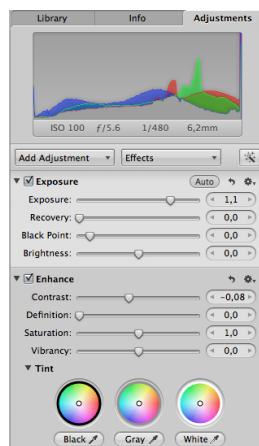 Library Info Adjustments
ISO 100 ƒ/5.6 1/480 6,2mm
Add Adjustment Effects
Exposure Auto
Exposure: 1,1
Recovery: 0,0
Black Point: 0,0
Brightness: 0,0
Enhance
Contrast: -0,08
Definition: 0,0
Saturation: 1,0
Vibrancy: 0,0
Tint
Black Gray White